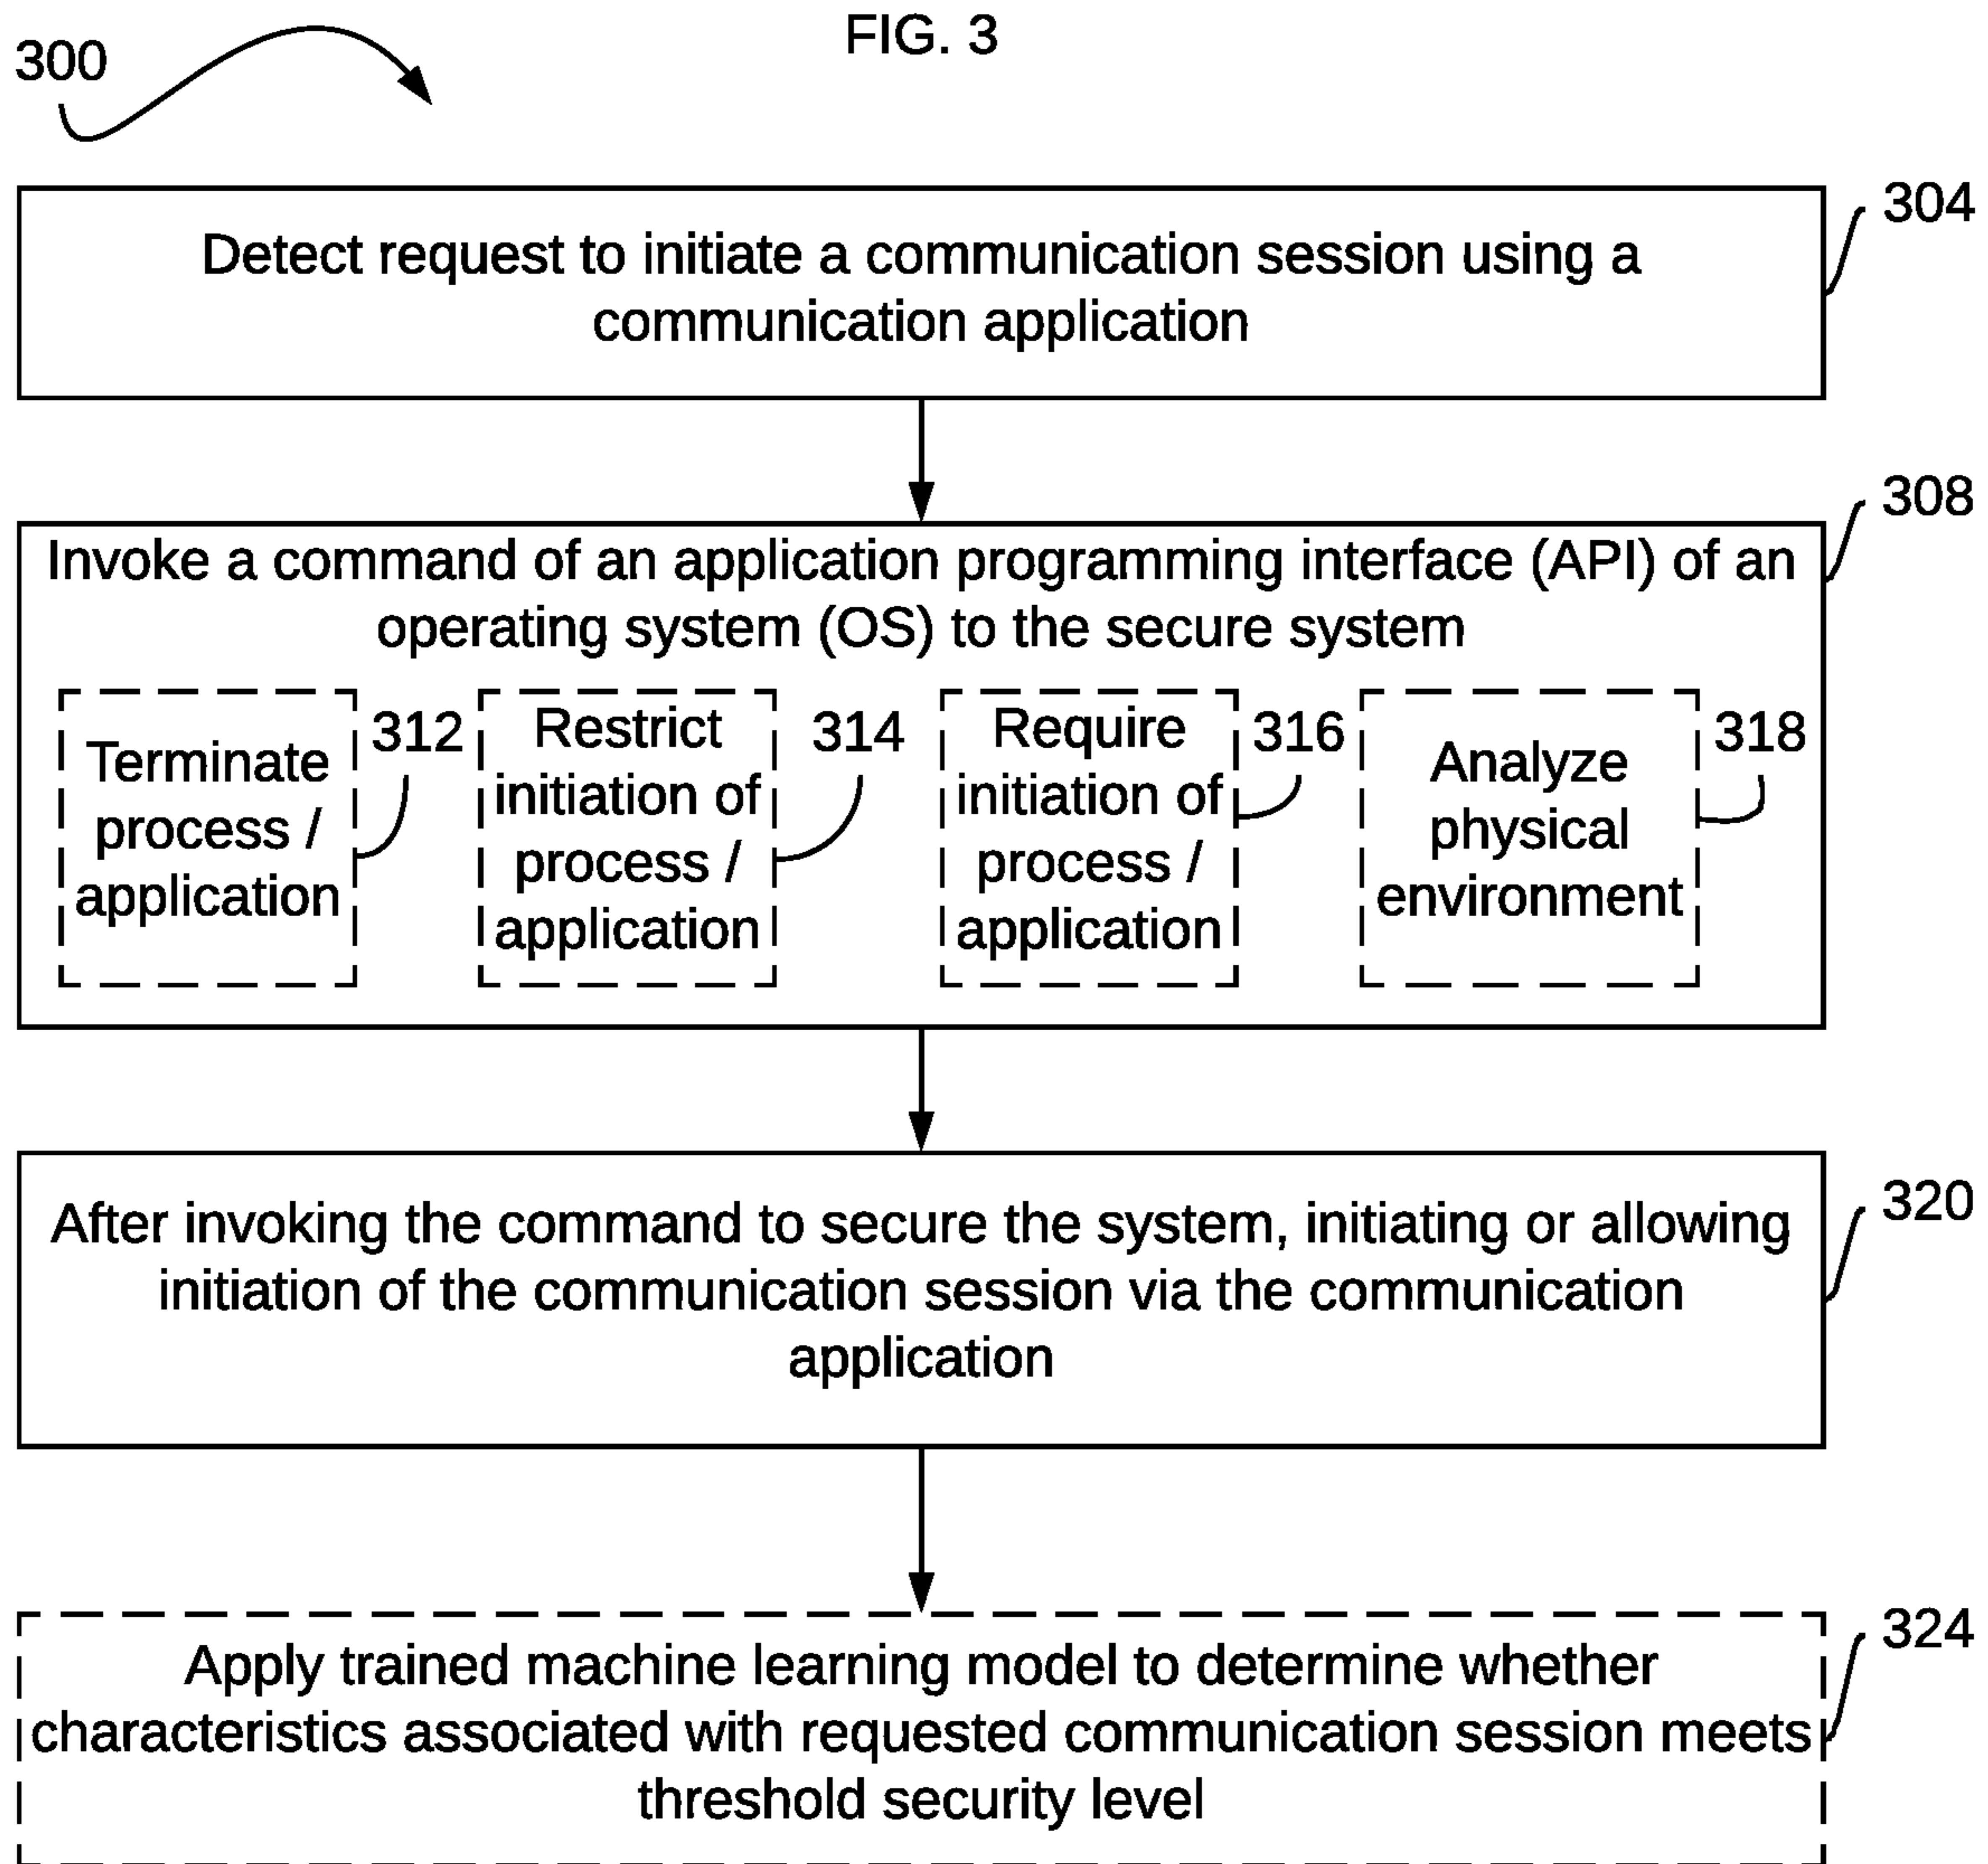 FIG. 3
300
304
Detect request to initiate a communication session using a
communication application
308
Invoke a command of an application programming interface (API) of an
operating system (OS) to the secure system
Terminate
process /
application
312
Restrict
initiation of
process /
application
314
Require
initiation of
process /
application
316
Analyze
physical
environment
318
320
After invoking the command to secure the system, initiating or allowing
initiation of the communication session via the communication
application
324
Apply trained machine learning model to determine whether
characteristics associated with requested communication session meets
threshold security level